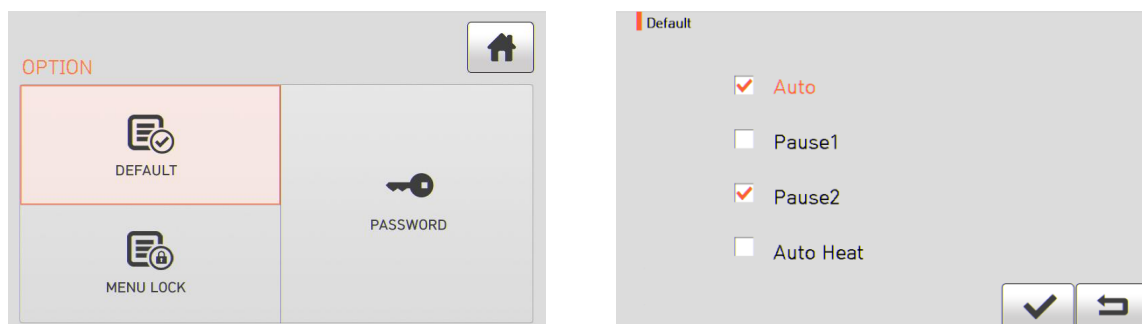 OPTION
DEFAULT
MENU LOCK
PASSWORD
Default
Auto
Pause1
Pause2
Auto Heat